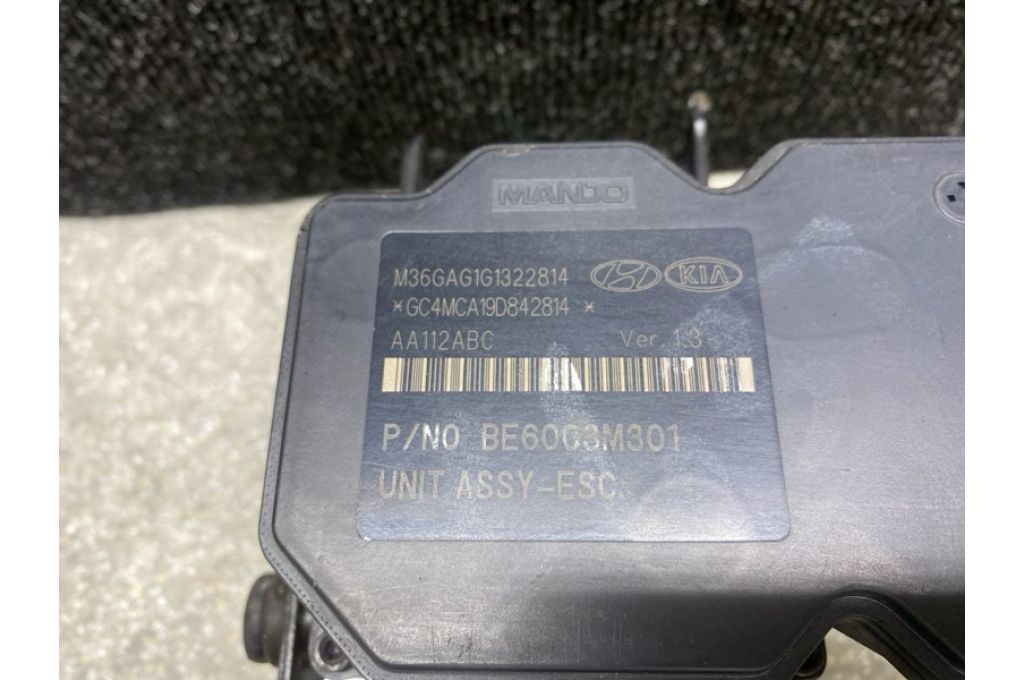 MANDO
M36GAG1G1322814 KIA
*GC4MCA19D842814 *
AA112ABC Ver. 1.3
P/NO BE6003M301
UNIT ASSY-ESC